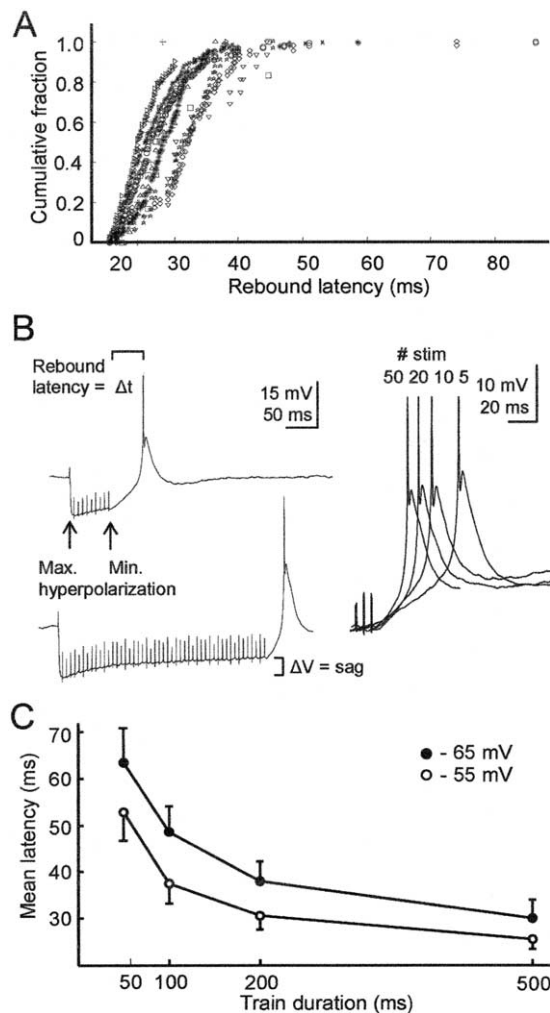 A
Cumulative fraction
1.0
0.8
0.6
0.4
0.2
0
20 30 40 50 60 70 80
Rebound latency (ms)
B
Rebound
latency = Δt
15 mV
50 ms
# stim
50 20 10 5
10 mV
20 ms
Max.
hyperpolarization
Min.
ΔV = sag
C
Mean latency (ms)
70
60
50
40
30
- 65 mV
- 55 mV
50 100 200 500
Train duration (ms)